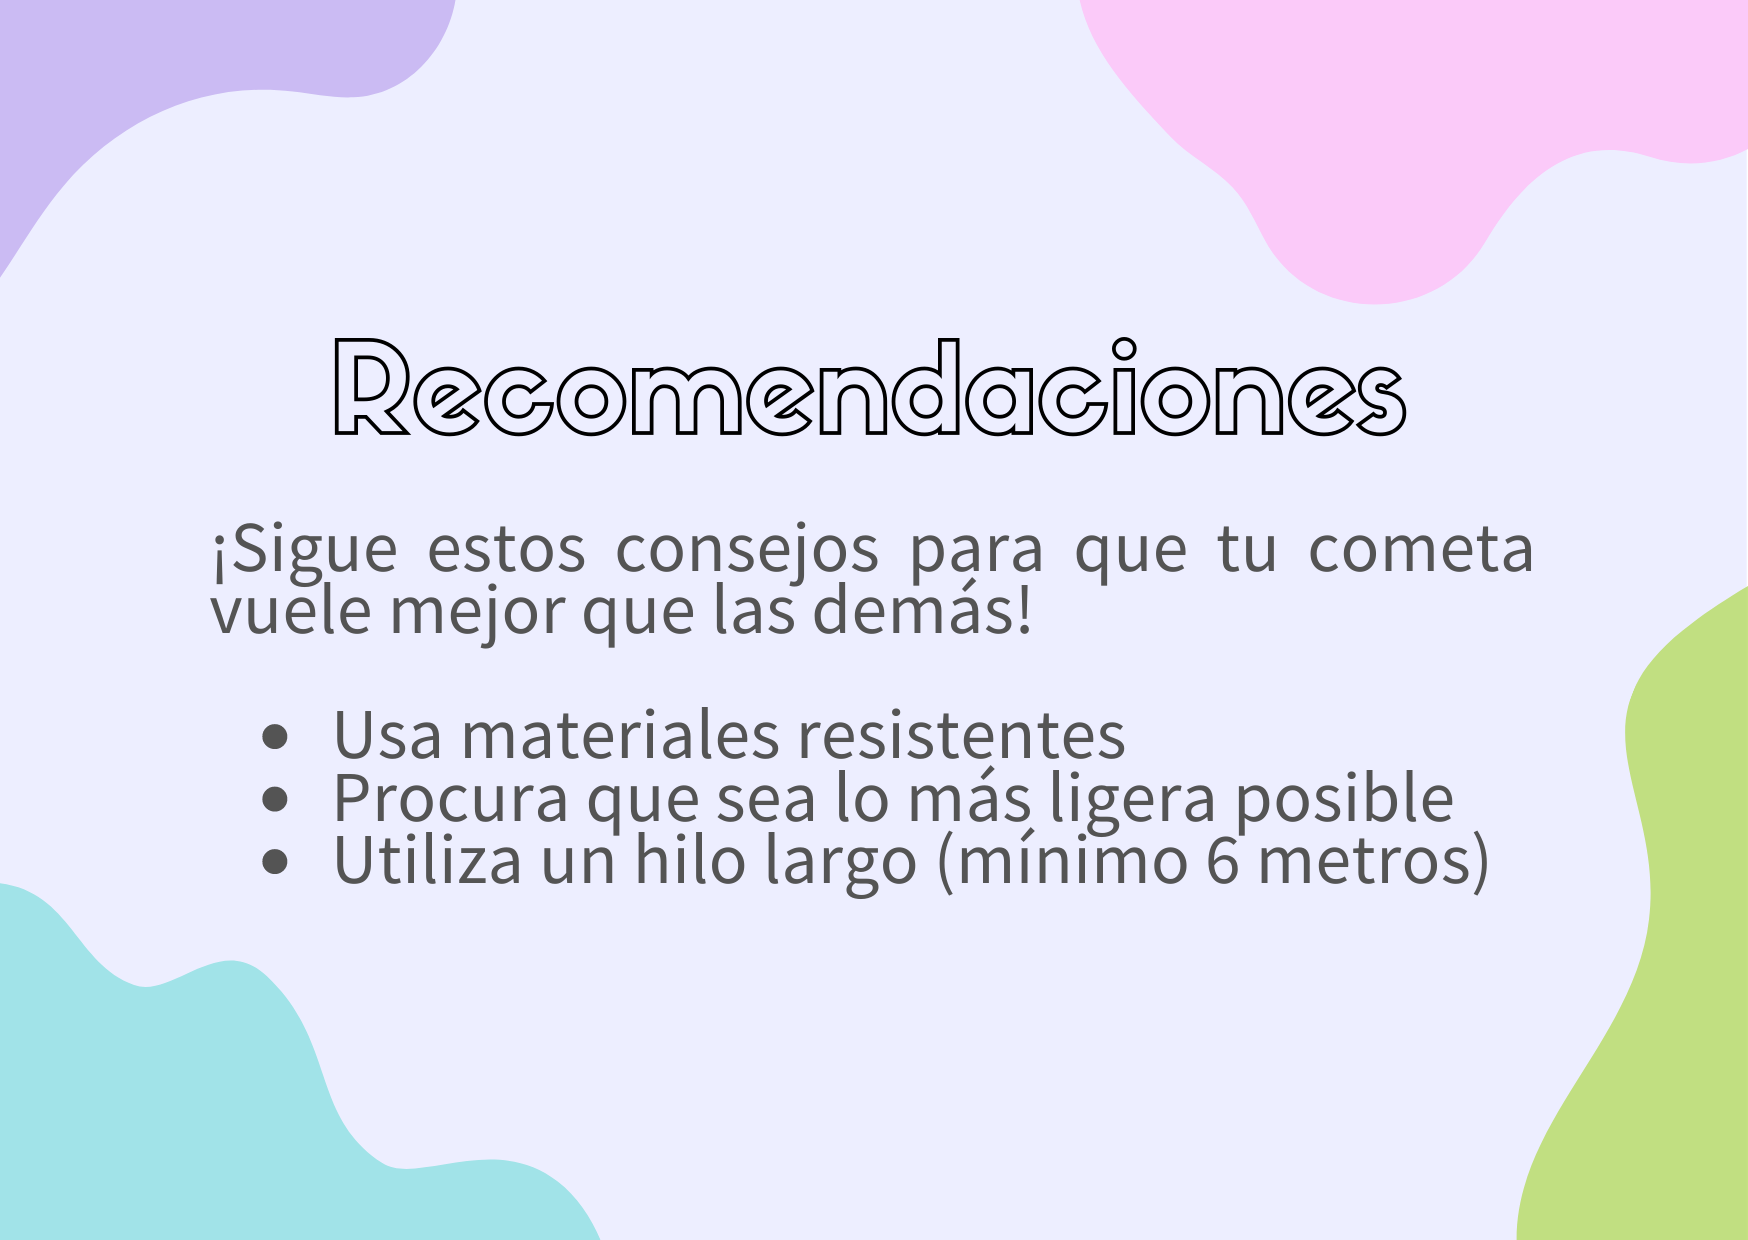 Recomendaciones
¡Sigue estos consejos para que tu cometa
vuele mejor que las demás!
• Usa materiales resistentes
• Procura que sea lo más ligera posible
• Utiliza un hilo largo (mínimo 6 metros)